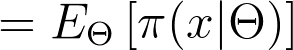 = E_Θ [π(x|Θ)]